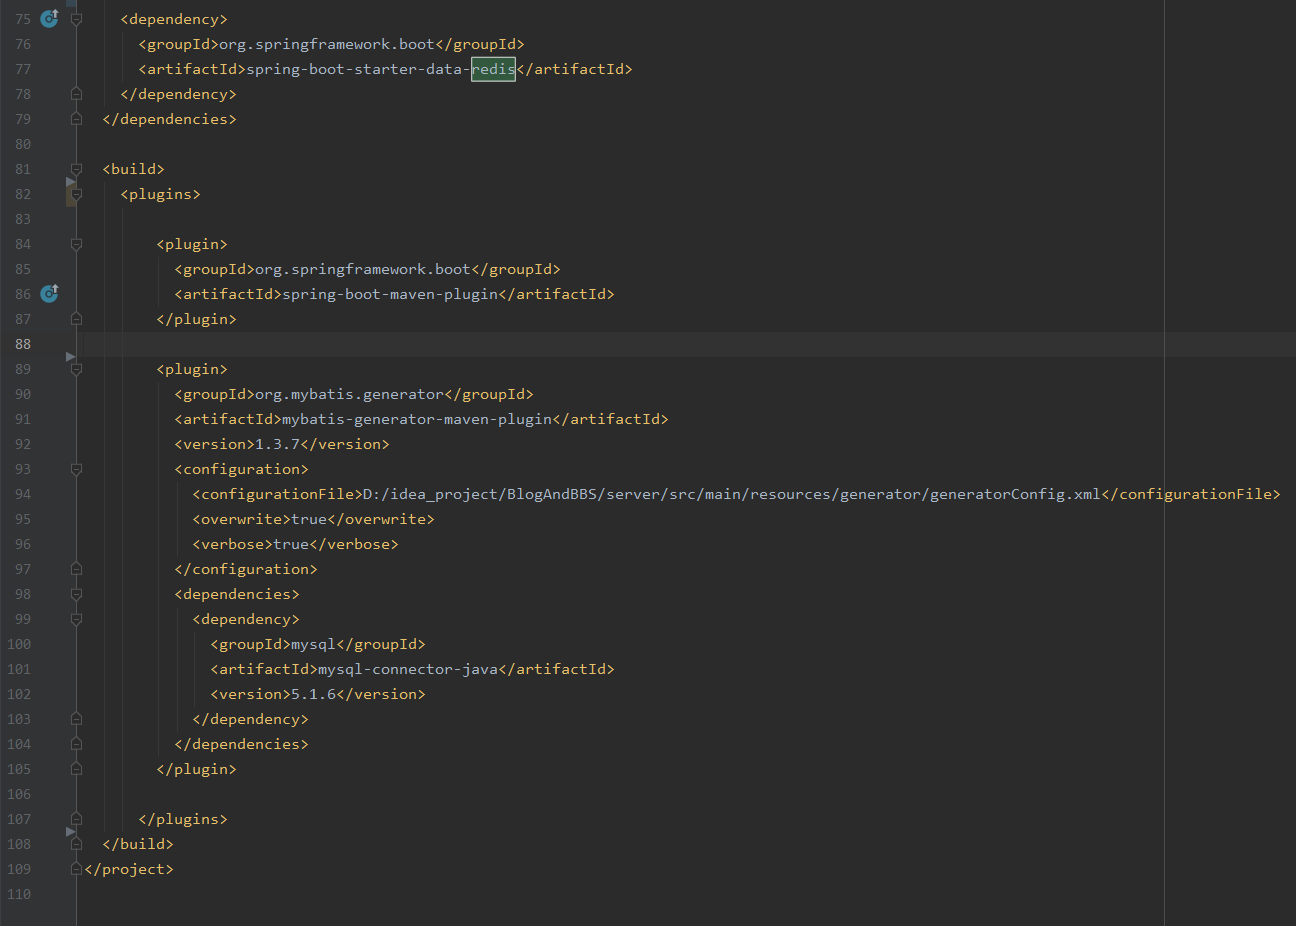 75 <dependency>
76 <groupId>org.springframework.boot</groupId>
77 <artifactId>spring-boot-starter-data-redis</artifactId>
78 </dependency>
79 </dependencies>
80
81 <build>
82 <plugins>
83
84 <plugin>
85 <groupId>org.springframework.boot</groupId>
86 <artifactId>spring-boot-maven-plugin</artifactId>
87 </plugin>
88
89 <plugin>
90 <groupId>org.mybatis.generator</groupId>
91 <artifactId>mybatis-generator-maven-plugin</artifactId>
92 <version>1.3.7</version>
93 <configuration>
94 <configurationFile>D:/idea_project/BlogAndBBS/server/src/main/resources/generator/generatorConfig.xml</configurationFile>
95 <overwrite>true</overwrite>
96 <verbose>true</verbose>
97 </configuration>
98 <dependencies>
99 <dependency>
100 <groupId>mysql</groupId>
101 <artifactId>mysql-connector-java</artifactId>
102 <version>5.1.6</version>
103 </dependency>
104 </dependencies>
105 </plugin>
106
107 </plugins>
108 </build>
109 </project>
110